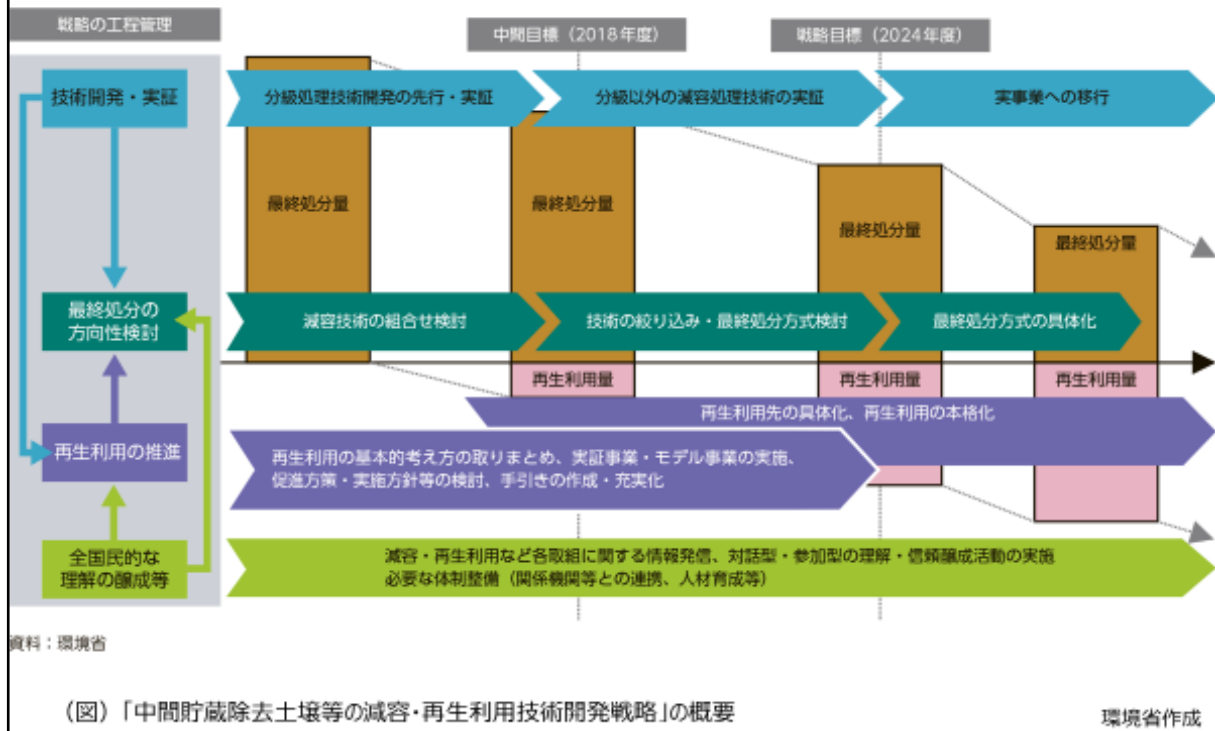 戦略の工程管理
中間目標（2018年度）
戦略目標（2024年度）
技術開発・実証
分級処理技術開発の先行・実証
分級以外の減容処理技術の実証
実事業への移行
最終処分量
最終処分量
最終処分量
最終処分量
最終処分の
方向性検討
減容技術の組合せ検討
技術の絞り込み・最終処分方式検討
最終処分方式の具体化
再生利用量
再生利用量
再生利用量
再生利用先の具体化、再生利用の本格化
再生利用の推進
再生利用の基本的考え方の取りまとめ、実証事業・モデル事業の実施、
促進方策・実施方針等の検討、手引きの作成・充実化
全国民的な
理解の醸成等
減容・再生利用など各取組に関する情報発信、対話型・参加型の理解・信頼醸成活動の実施
必要な体制整備（関係機関等との連携、人材育成等）
資料：環境省
（図）「中間貯蔵除去土壌等の減容・再生利用技術開発戦略」の概要
環境省作成